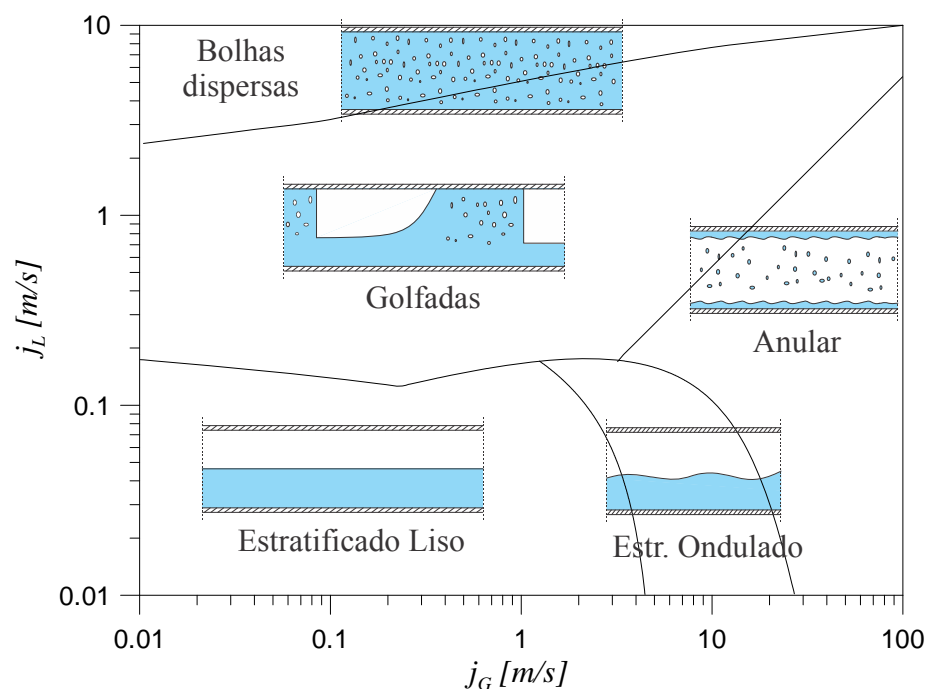 10
Bolhas
dispersas
1
Golfadas
Anular
j_L [m/s]
0.1
Estratificado Liso
Estr. Ondulado
0.01
0.01
0.1
1
10
100
j_G [m/s]